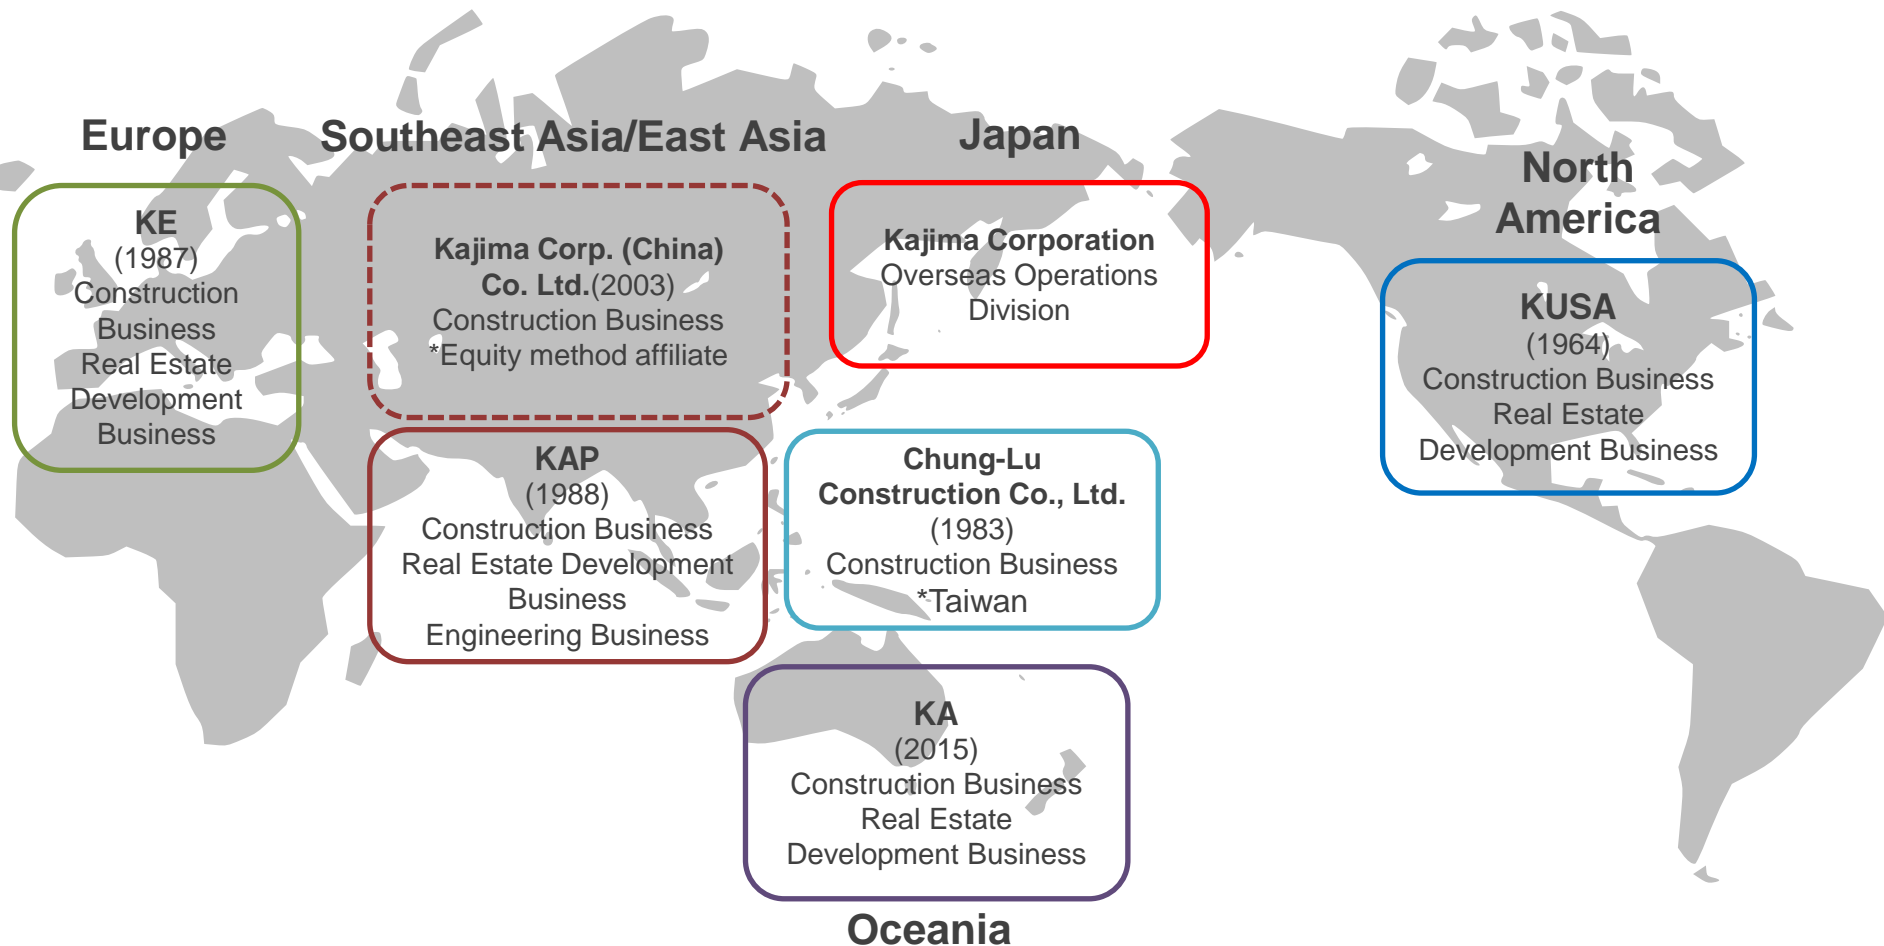 Europe
KE
(1987)
Construction
Business
Real Estate
Development
Business
Southeast Asia/East Asia
Kajima Corp. (China)
Co. Ltd.(2003)
Construction Business
*Equity method affiliate
KAP
(1988)
Construction Business
Real Estate Development
Business
Engineering Business
Japan
Kajima Corporation
Overseas Operations
Division
Chung-Lu
Construction Co., Ltd.
(1983)
Construction Business
*Taiwan
KA
(2015)
Construction Business
Real Estate
Development Business
Oceania
North
America
KUSA
(1964)
Construction Business
Real Estate
Development Business